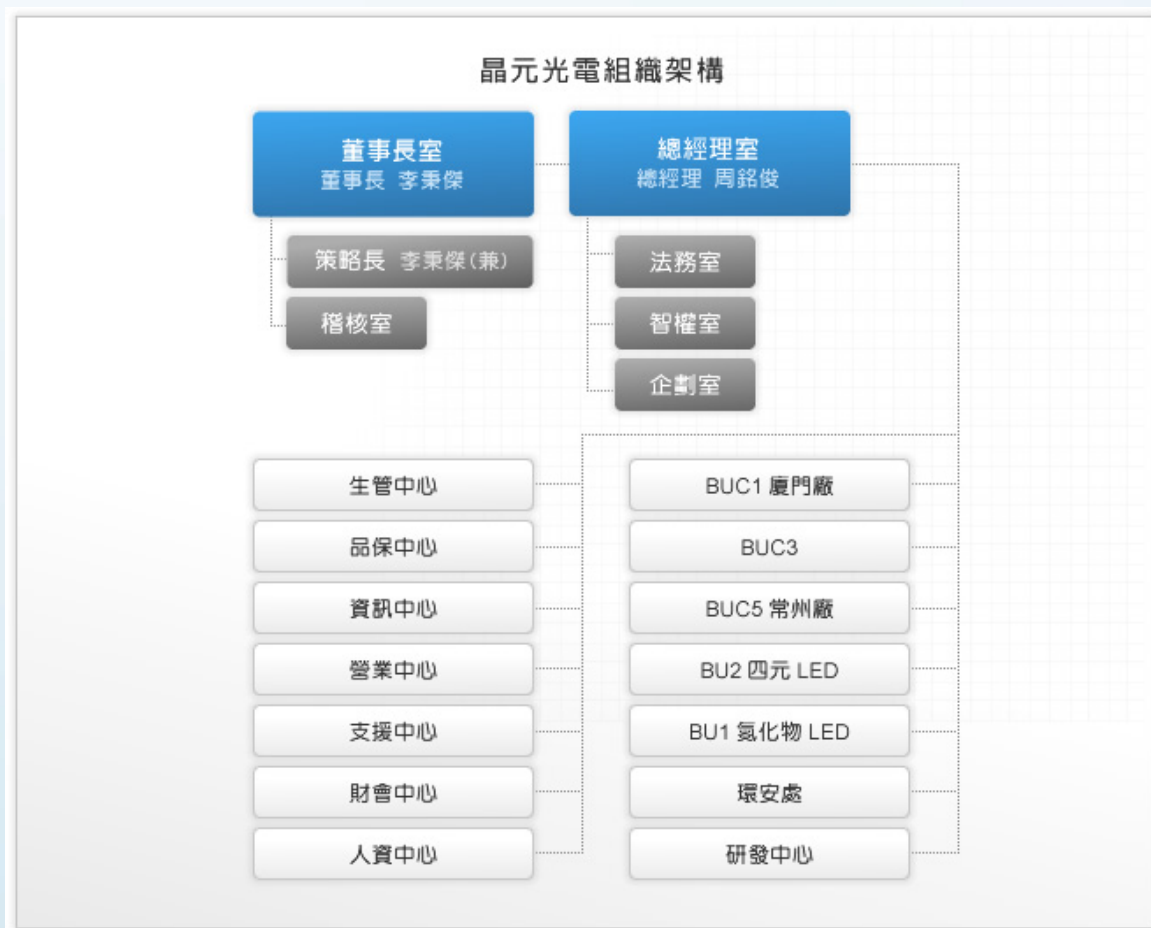 晶元光電組織架構
董事長室
董事長 李秉傑
總經理室
總經理 周銘俊
策略長 李秉傑(兼)
稽核室
法務室
智權室
企劃室
生管中心
品保中心
資訊中心
營業中心
支援中心
財會中心
人資中心
BUC1 廈門廠
BUC3
BUC5 常州廠
BU2 四元 LED
BU1 氮化物 LED
環安處
研發中心